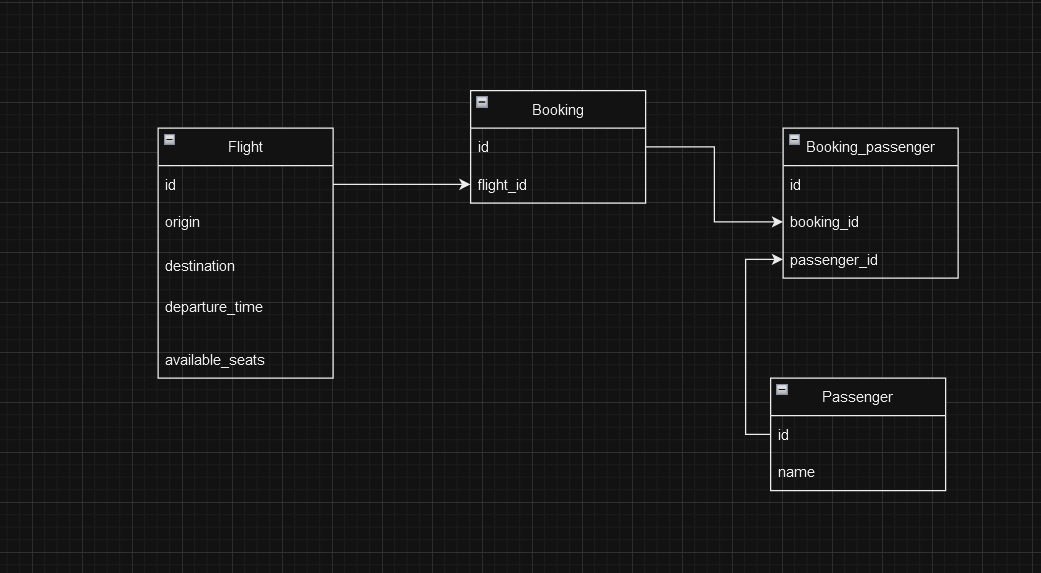 Flight
id
origin
destination
departure_time
available_seats
Booking
id
flight_id
Booking_passenger
id
booking_id
passenger_id
Passenger
id
name